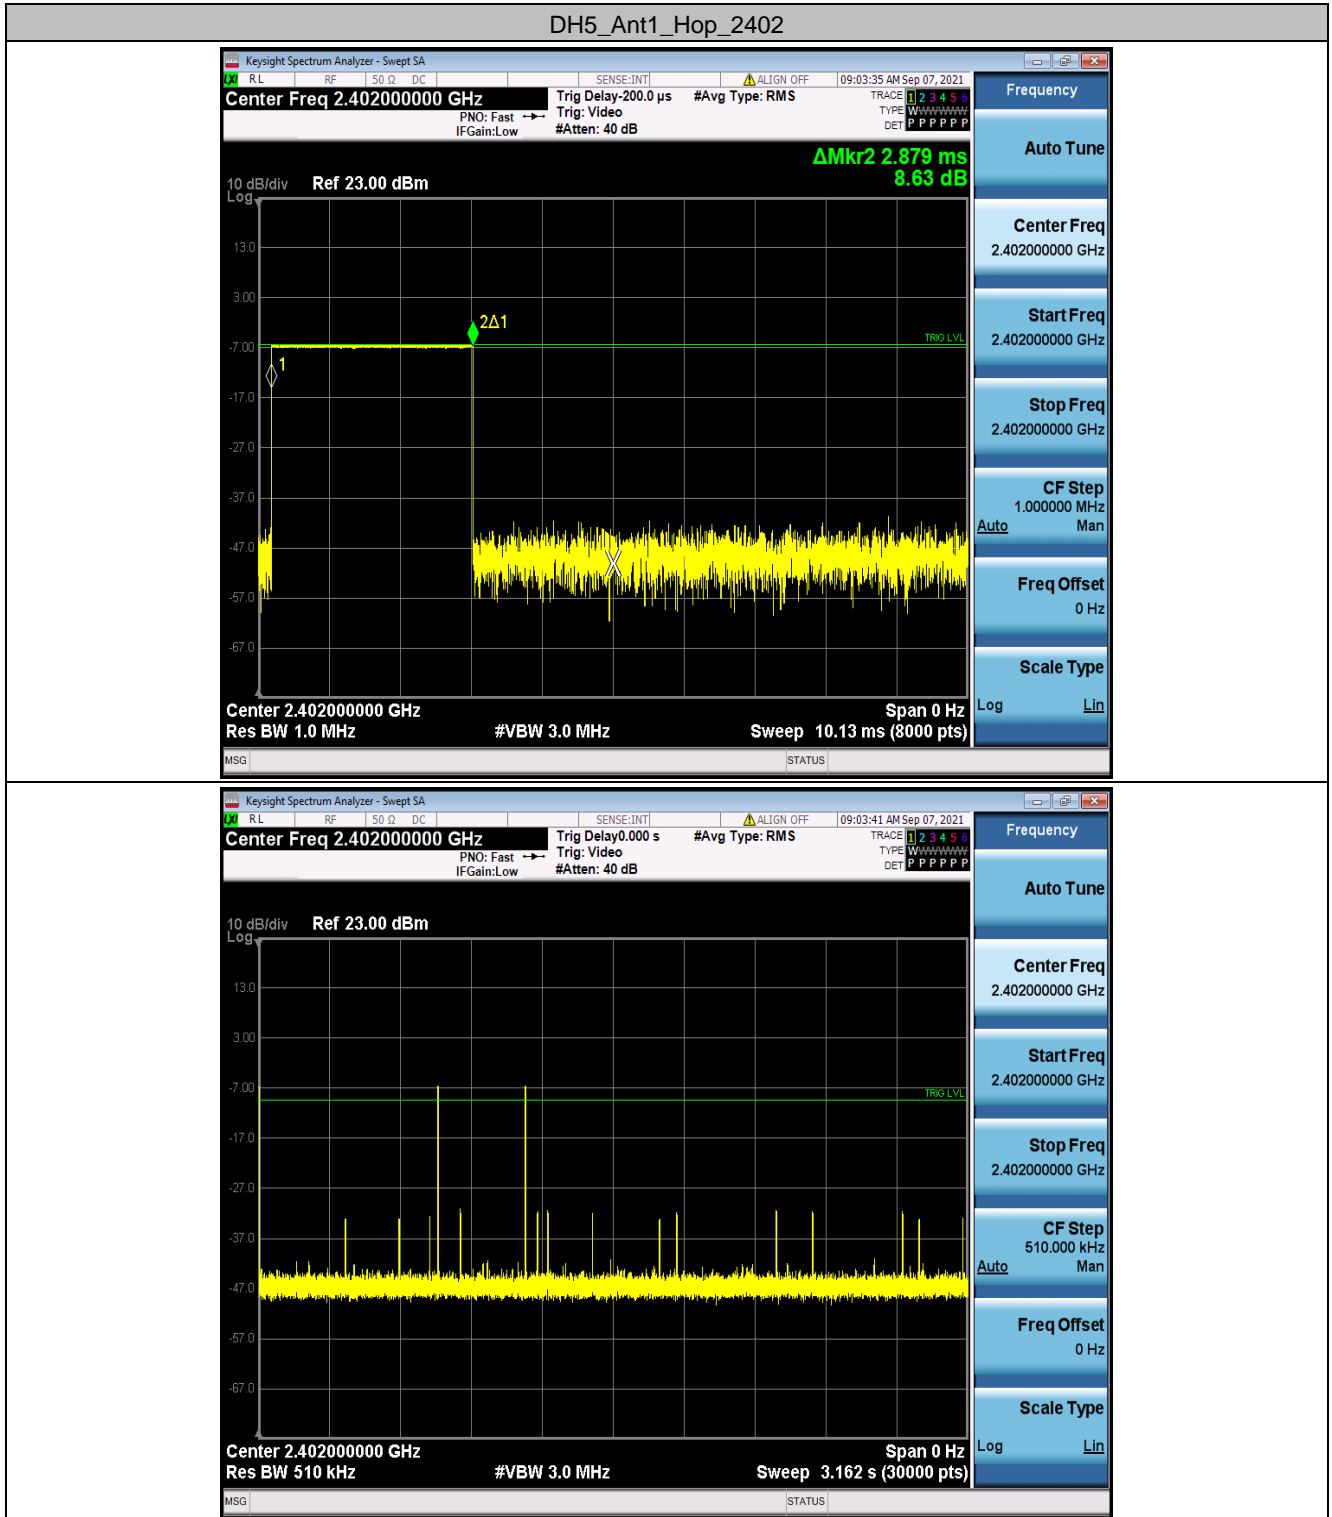 DH5_Ant1_Hop_2402
Keysight Spectrum Analyzer - Swept SA
LXI RL RF 50 Ω DC SENSE:INT ALIGN OFF 09:03:35 AM Sep 07, 2021
Center Freq 2.402000000 GHz
PNO: Fast
IFGain:Low
Trig Delay-200.0 µs
Trig: Video
#Atten: 40 dB
#Avg Type: RMS
TRACE 1 2 3 4 5 6
TYPE WWWWWW
DET P P P P P P
ΔMkr2 2.879 ms
8.63 dB
10 dB/div Ref 23.00 dBm
Log
13.0
3.00
2Δ1
TRIG LVL
-7.00
1
-17.0
-27.0
-37.0
-47.0
-57.0
-67.0
Center 2.402000000 GHz Span 0 Hz
Res BW 1.0 MHz #VBW 3.0 MHz Sweep 10.13 ms (8000 pts)
MSG STATUS
Frequency
Auto Tune
Center Freq
2.402000000 GHz
Start Freq
2.402000000 GHz
Stop Freq
2.402000000 GHz
CF Step
1.000000 MHz
Auto Man
Freq Offset
0 Hz
Scale Type
Log Lin
Keysight Spectrum Analyzer - Swept SA
LXI RL RF 50 Ω DC SENSE:INT ALIGN OFF 09:03:41 AM Sep 07, 2021
Center Freq 2.402000000 GHz
PNO: Fast
IFGain:Low
Trig Delay0.000 s
Trig: Video
#Atten: 40 dB
#Avg Type: RMS
TRACE 1 2 3 4 5 6
TYPE WWWWWW
DET P P P P P P
10 dB/div Ref 23.00 dBm
Log
13.0
3.00
-7.00
TRIG LVL
-17.0
-27.0
-37.0
-47.0
-57.0
-67.0
Center 2.402000000 GHz Span 0 Hz
Res BW 510 kHz #VBW 3.0 MHz Sweep 3.162 s (30000 pts)
MSG STATUS
Frequency
Auto Tune
Center Freq
2.402000000 GHz
Start Freq
2.402000000 GHz
Stop Freq
2.402000000 GHz
CF Step
510.000 kHz
Auto Man
Freq Offset
0 Hz
Scale Type
Log Lin